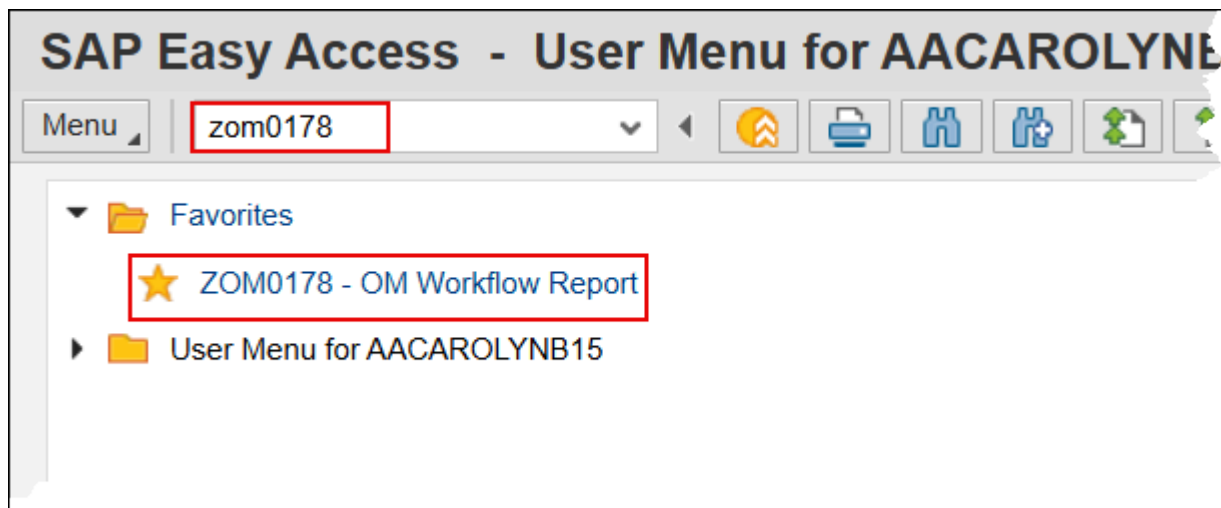 SAP Easy Access - User Menu for AACAROLYNB
Menu zom0178
Favorites
ZOM0178 - OM Workflow Report
User Menu for AACAROLYNB15